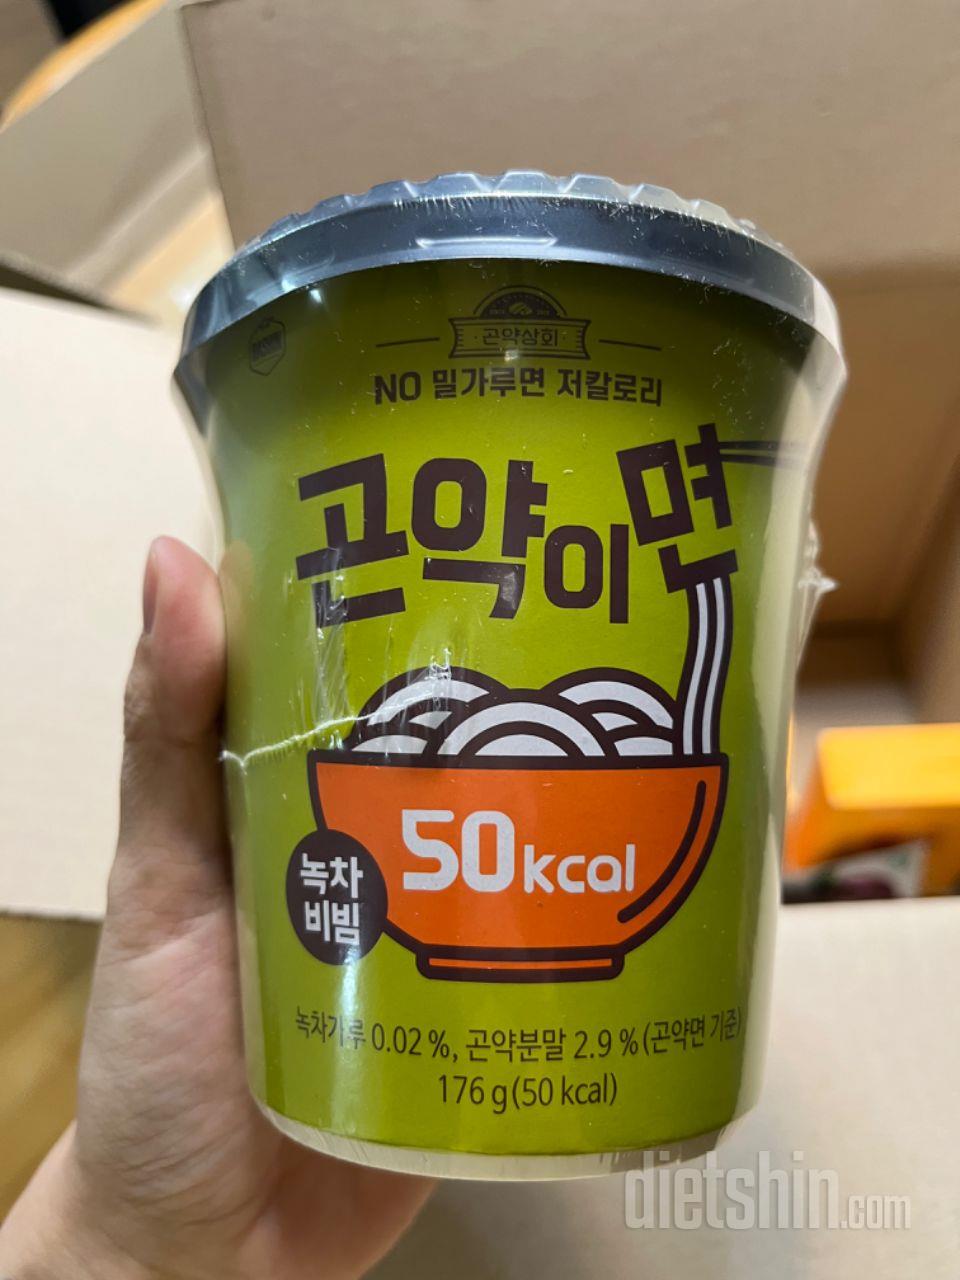 곤약상회
NO 밀가루면 저칼로리
곤약이면
50kcal
녹차
비빔
녹차가루 0.02 %, 곤약분말 2.9 % (곤약면 기준)
176 g (50 kcal)
dietshin.com